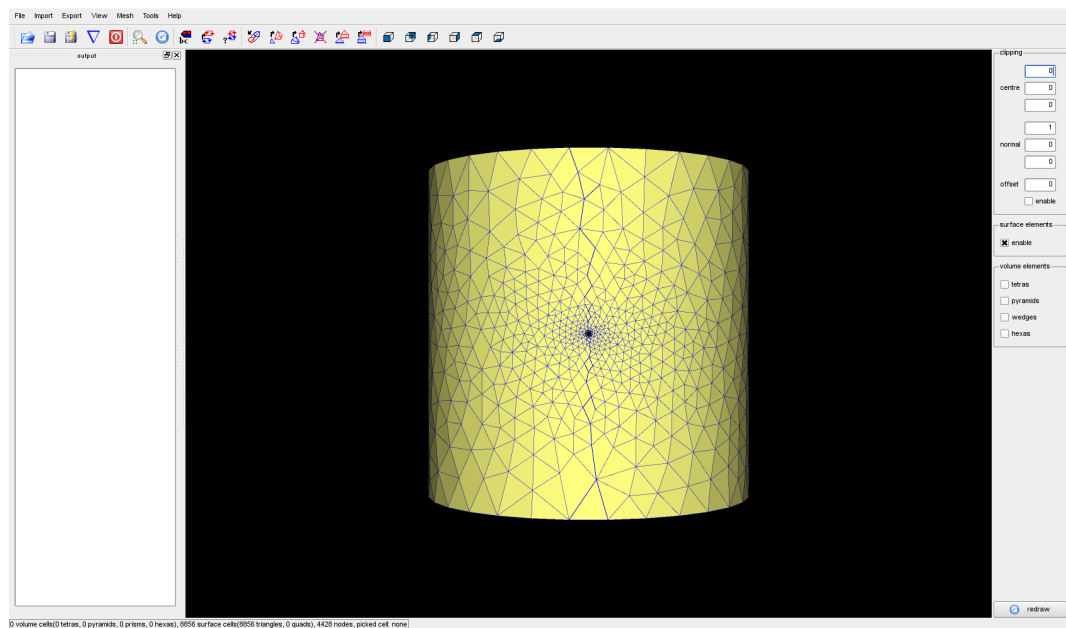 File Import Export View Mesh Tools Help
output
clipping
0
centre 0
0
1
normal 0
0
offset 0
enable
surface elements
enable
volume elements
tetras
pyramids
wedges
hexas
redraw
0 volume cells(0 tetras, 0 pyramids, 0 prisms, 0 hexas), 8856 surface cells(8856 triangles, 0 quads), 4428 nodes, picked cell: none